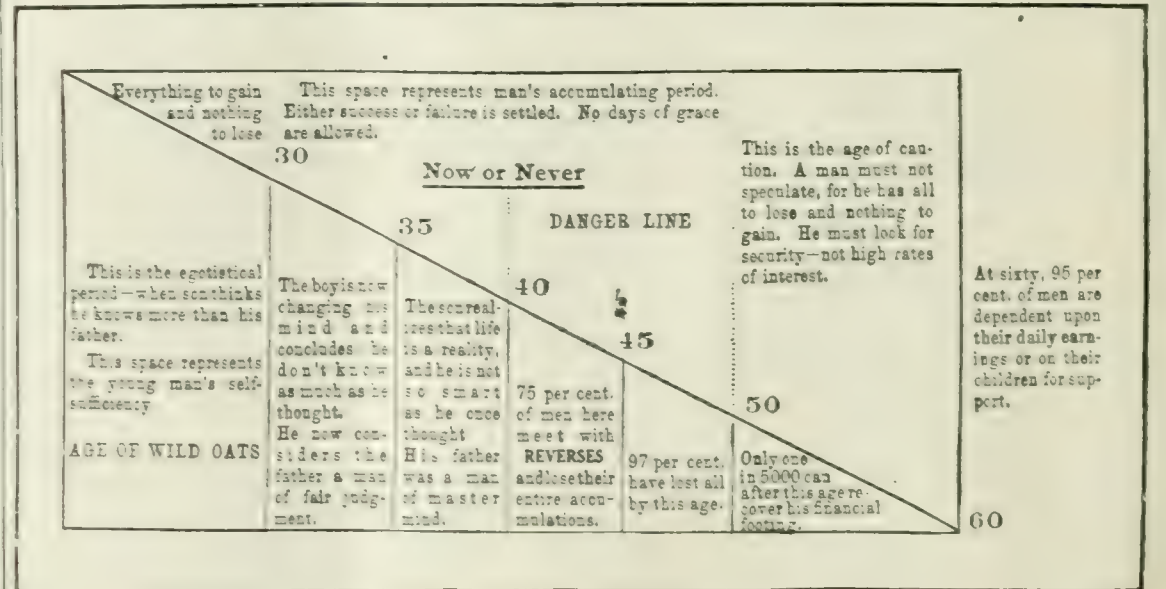 Everything to gain
and nothing
to lose
This space represents man's accumulating period.
Either success or failure is settled. No days of grace
are allowed.
30
Now or Never
This is the age of cau-
tion. A man must not
speculate, for he has all
to lose and nothing to
gain. He must look for
security—not high rates
of interest.
35
DANGER LINE
This is the egotistical
period—when son thinks
he knows more than his
father.
This space represents
the young man's self-
sufficiency
AGE OF WILD OATS
The boy is now
changing his
mind and
concludes he
don't know
as much as he
thought.
He now con-
siders the
father a man
of fair judg-
ment.
The son real-
izes that life
is a reality,
and he is not
so smart
as he once
thought
His father
was a man
of master
mind.
40
75 per cent.
of men here
meet with
REVERSES
and lose their
entire accu-
mulations.
45
97 per cent.
have lost all
by this age.
50
Only one
in 5000 can
after this age re-
cover his financial
footing.
60
At sixty, 95 per
cent. of men are
dependent upon
their daily earn-
ings or on their
children for sup-
port.